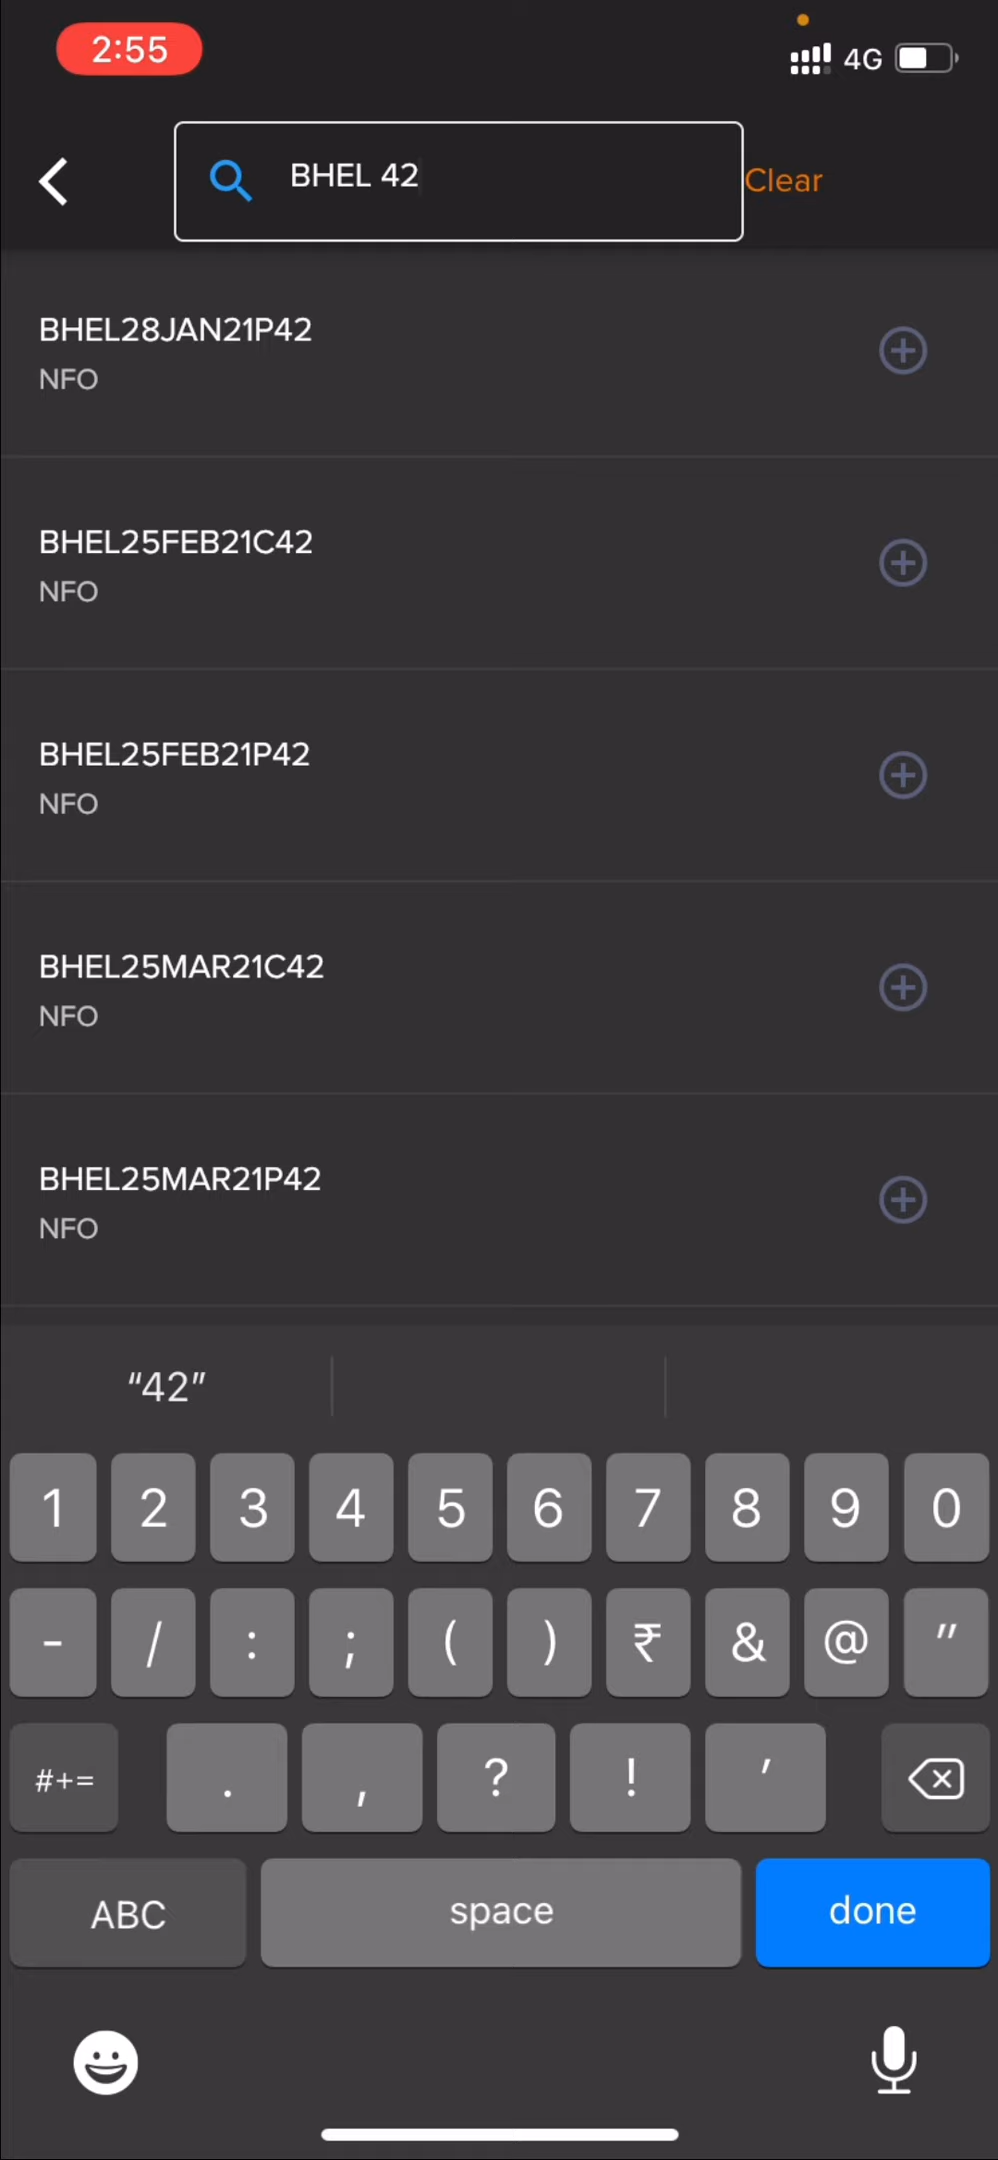 2:55
4G
BHEL 42
Clear
BHEL28JAN21P42
NFO
BHEL25FEB21C42
NFO
BHEL25FEB21P42
NFO
BHEL25MAR21C42
NFO
BHEL25MAR21P42
NFO
“42”
1 2 3 4 5 6 7 8 9 0
- / : ; ( ) ₹ & @ "
#+= . , ? ! '
ABC space done